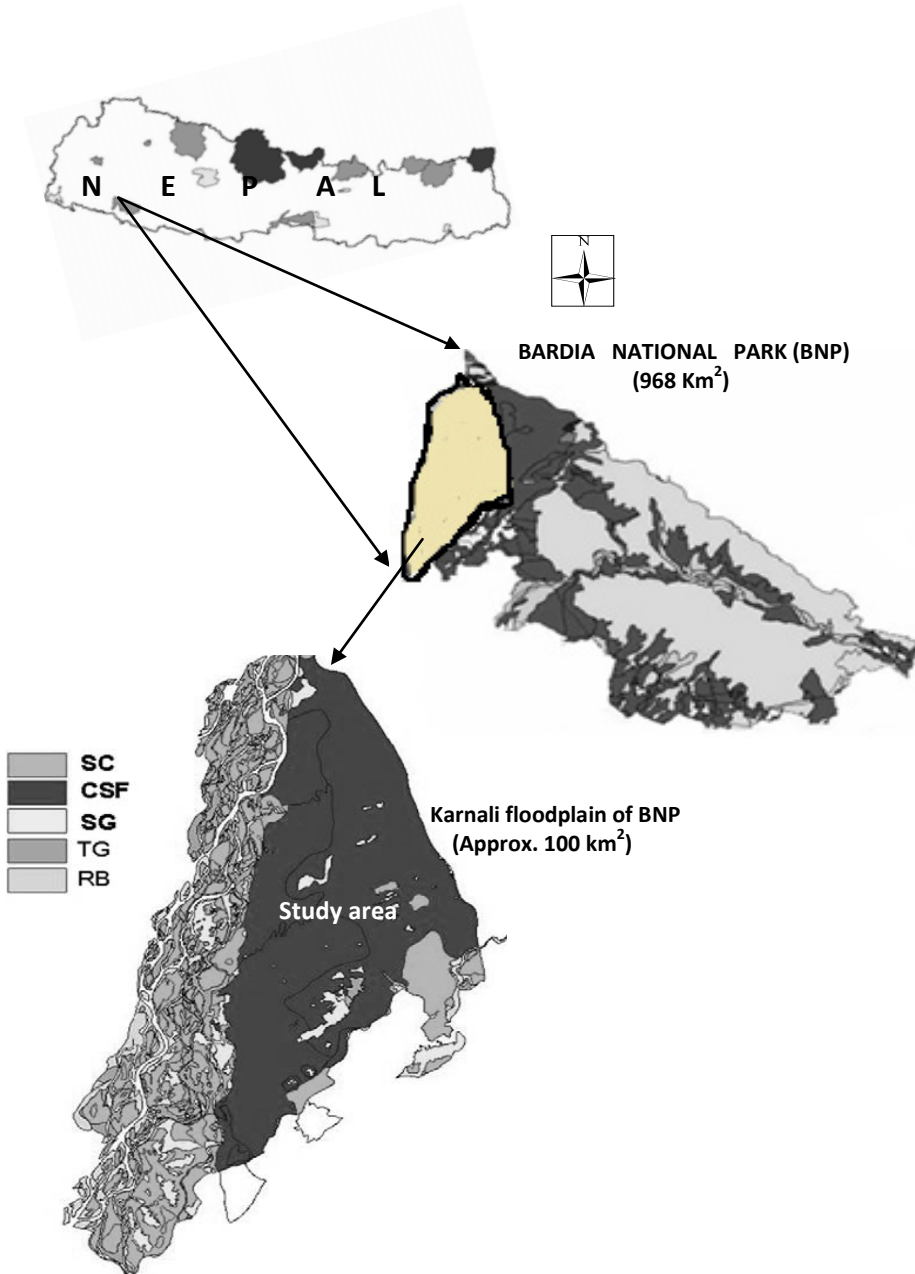 N E P A L
N
BARDIA NATIONAL PARK (BNP)
(968 Km²)
SC
CSF
SG
TG
RB
Karnali floodplain of BNP
(Approx. 100 km²)
Study area